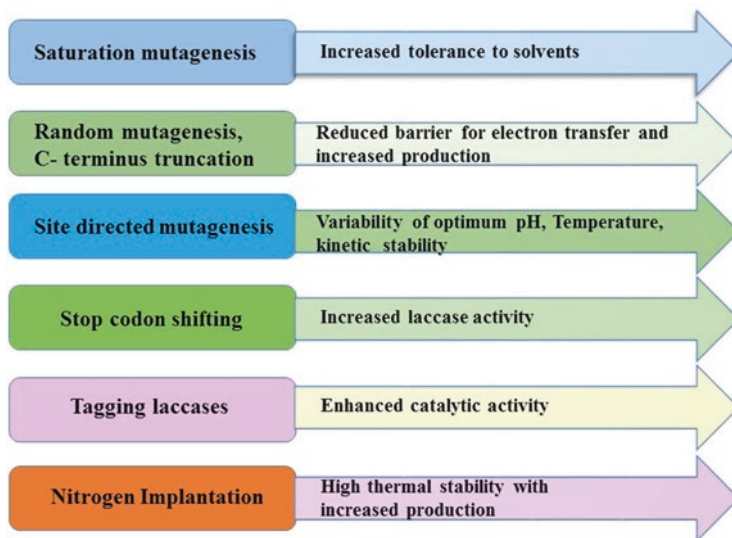 Saturation mutagenesis
Increased tolerance to solvents
Random mutagenesis,
C- terminus truncation
Reduced barrier for electron transfer and
increased production
Site directed mutagenesis
Variability of optimum pH, Temperature,
kinetic stability
Stop codon shifting
Increased laccase activity
Tagging laccases
Enhanced catalytic activity
Nitrogen Implantation
High thermal stability with
increased production